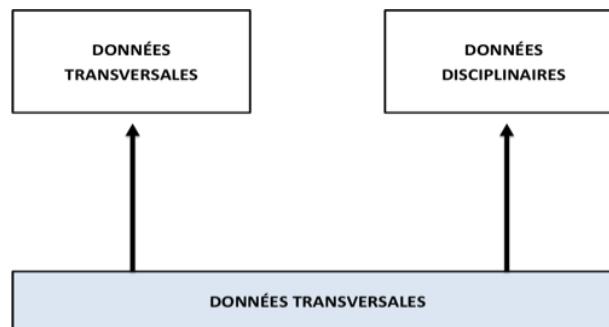 DONNÉES
TRANSVERSALES
DONNÉES
DISCIPLINAIRES
DONNÉES TRANSVERSALES